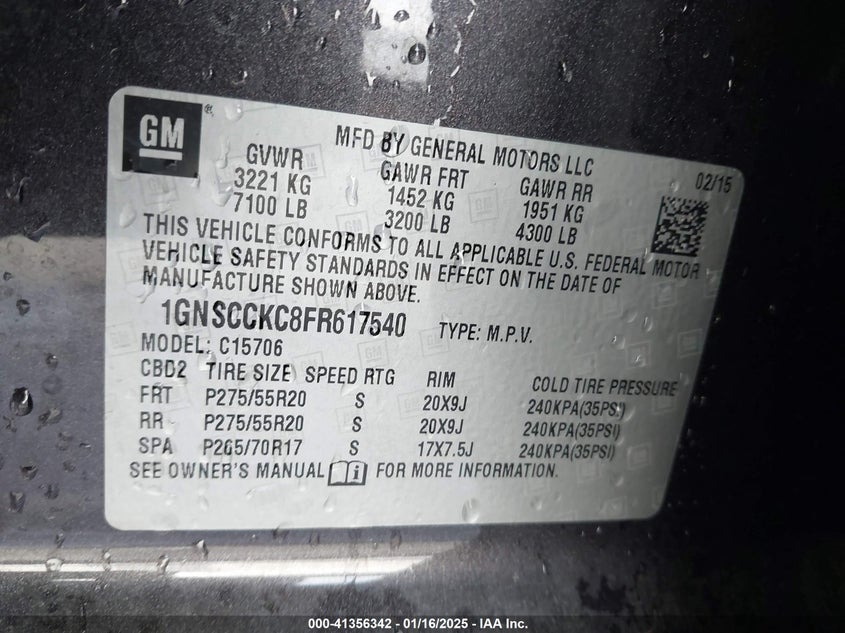 GM
MFD BY GENERAL MOTORS LLC
02/15
GVWR GAWR FRT GAWR RR
3221 KG 1452 KG 1951 KG
7100 LB 3200 LB 4300 LB
THIS VEHICLE CONFORMS TO ALL APPLICABLE U.S. FEDERAL MOTOR
VEHICLE SAFETY STANDARDS IN EFFECT ON THE DATE OF
MANUFACTURE SHOWN ABOVE.
1GNSCCKC8FR617540 TYPE: M.P.V.
MODEL: C15706
CBD2 TIRE SIZE SPEED RTG RIM COLD TIRE PRESSURE
FRT P275/55R20 S 20X9J 240KPA(35PSI)
RR P275/55R20 S 20X9J 240KPA(35PSI)
SPA P265/70R17 S 17X7.5J 240KPA(35PSI)
SEE OWNER'S MANUAL i FOR MORE INFORMATION.
000-41356342 - 01/16/2025 - IAA Inc.